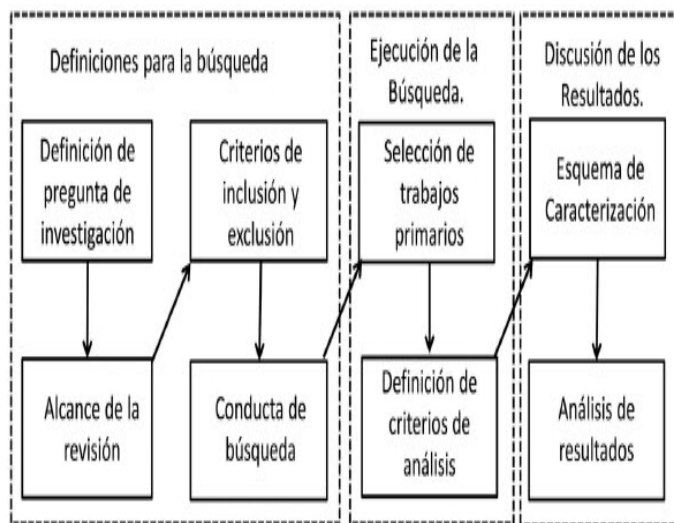 Definiciones para la búsqueda
Definición de
pregunta de
investigación
Alcance de la
revisión
Criterios de
inclusión y
exclusión
Conducta de
búsqueda
Ejecución de la
Búsqueda.
Selección de
trabajos
primarios
Definición de
criterios de
análisis
Discusión de los
Resultados.
Esquema de
Caracterización
Análisis de
resultados